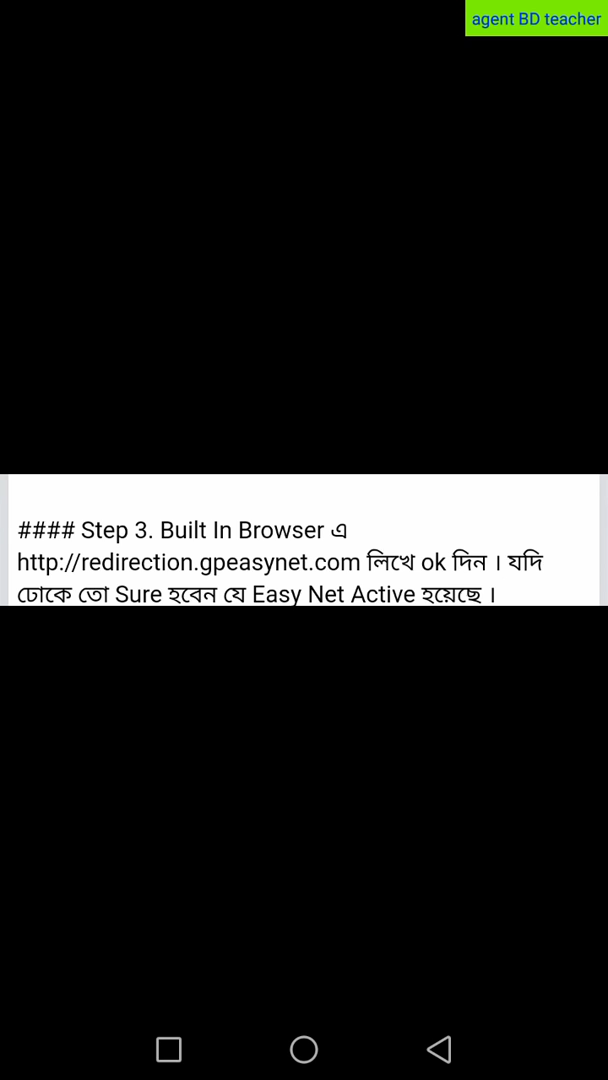 agent BD teacher
#### Step 3. Built In Browser এ
http://redirection.gpeasynet.com লিখে ok দিন । যদি
ঢোকে তো Sure হবেন যে Easy Net Active হয়েছে ।